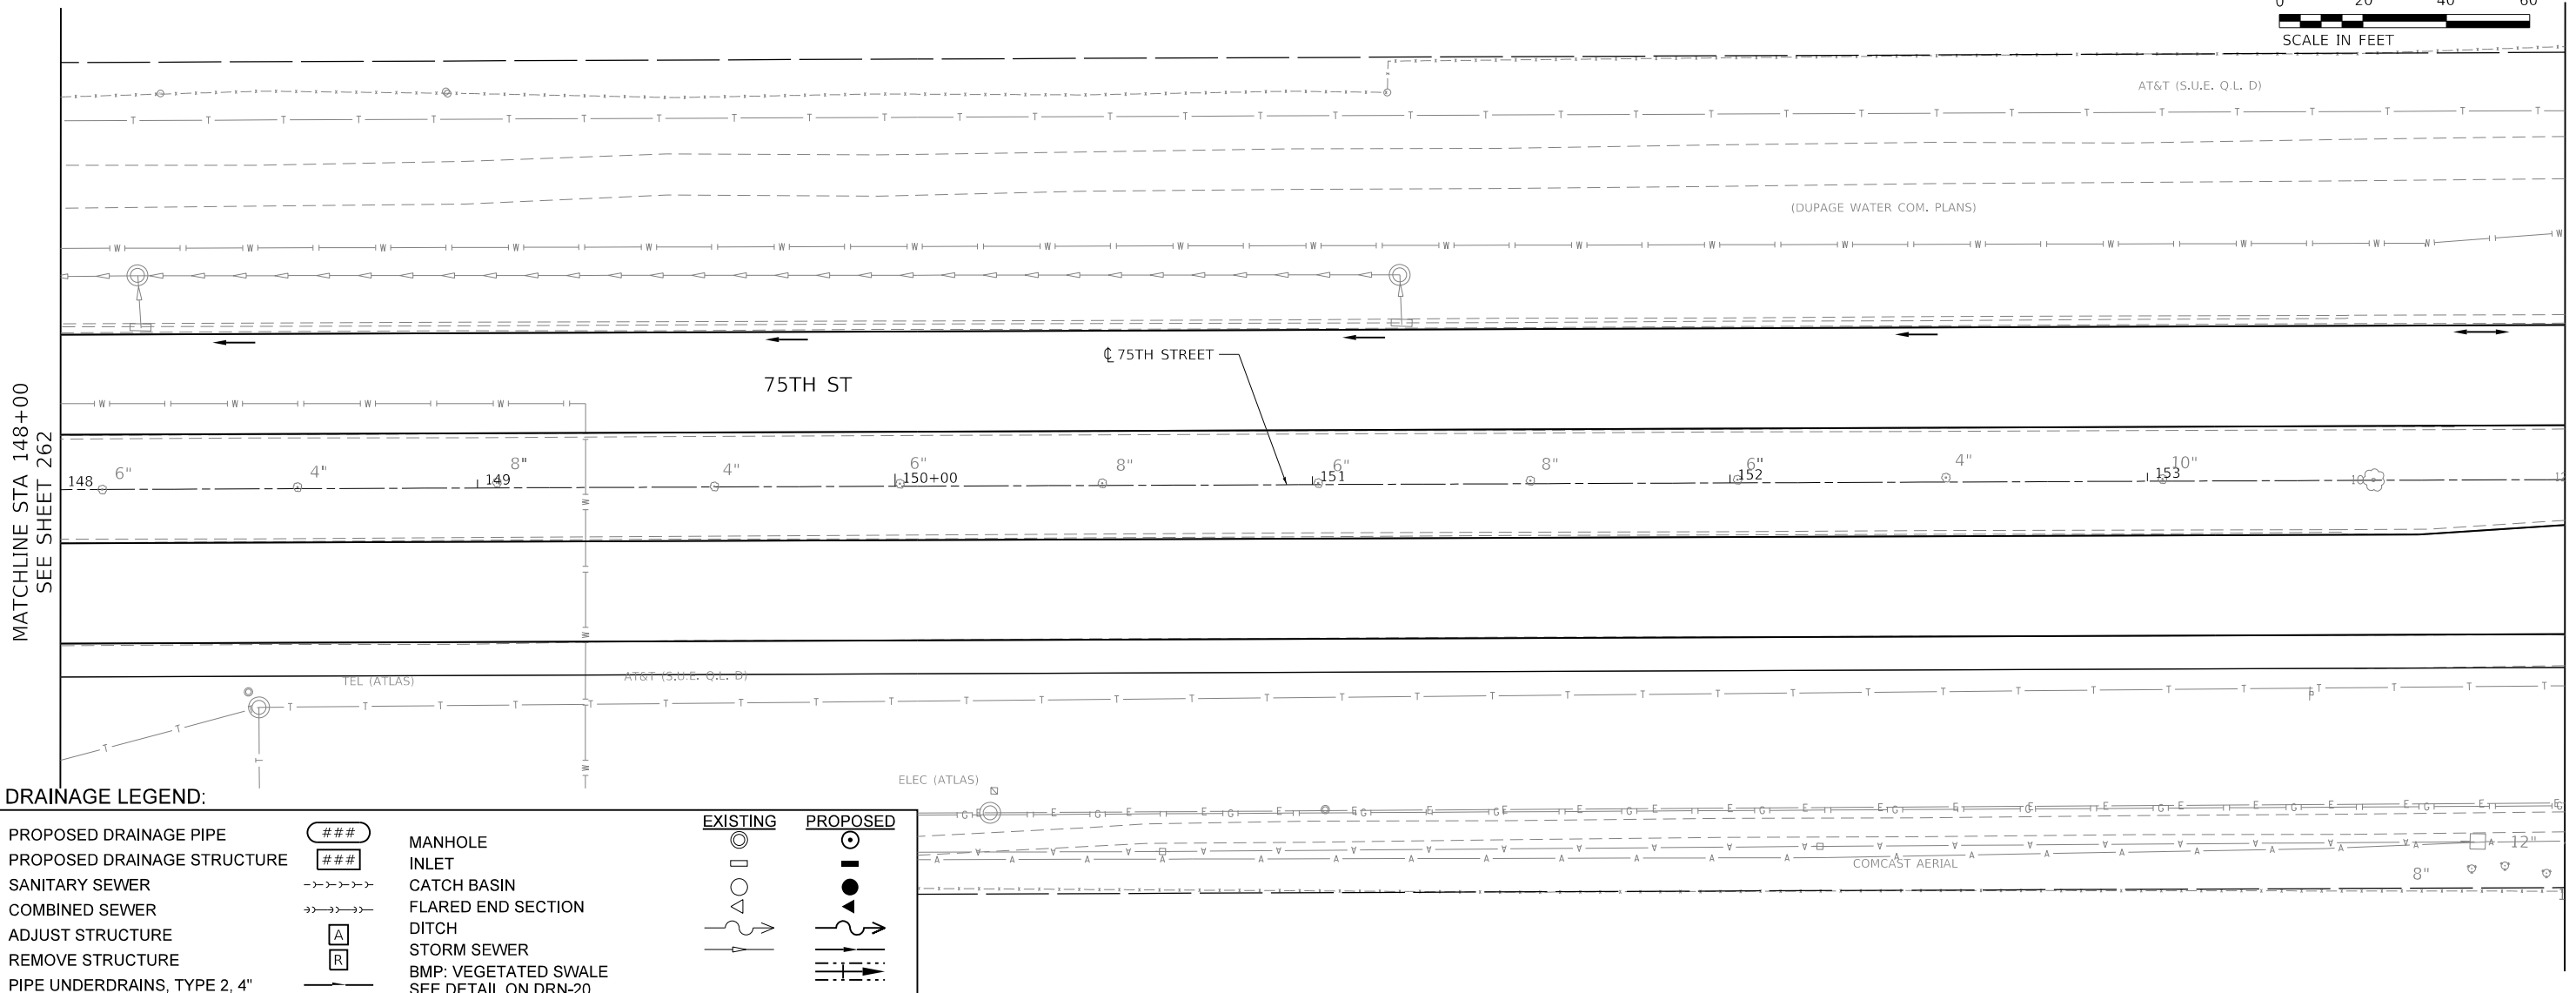 0 20 40 60
SCALE IN FEET
AT&T (S.U.E. Q.L. D)
(DUPAGE WATER COM. PLANS)
℄ 75TH STREET
75TH ST
MATCHLINE STA 148+00
SEE SHEET 262
6" 4" 8" 4" 6" 8" 6" 8" 6" 4" 10"
148 149 150+00 151 152 153 10
TEL (ATLAS)
AT&T (S.U.E. Q.L. D)
ELEC (ATLAS)
COMCAST AERIAL
12"
8"
DRAINAGE LEGEND:
EXISTING PROPOSED
PROPOSED DRAINAGE PIPE ###
PROPOSED DRAINAGE STRUCTURE ###
SANITARY SEWER
COMBINED SEWER
ADJUST STRUCTURE A
REMOVE STRUCTURE R
PIPE UNDERDRAINS, TYPE 2, 4"
MANHOLE
INLET
CATCH BASIN
FLARED END SECTION
DITCH
STORM SEWER
BMP: VEGETATED SWALE
SEE DETAIL ON DRN-20